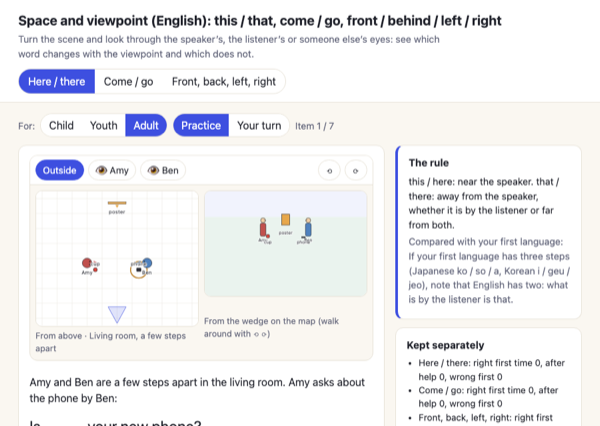 Space and viewpoint (English): this / that, come / go, front / behind / left / right
Turn the scene and look through the speaker's, the listener's or someone else's eyes: see which
word changes with the viewpoint and which does not.
Here / there Come / go Front, back, left, right
For: Child Youth Adult Practice Your turn Item 1 / 7
Outside Amy Ben
poster
Amy
Ben
poster
From above · Living room, a few steps
apart
From the wedge on the map (walk
around with ⟲ ⟳)
Amy and Ben are a few steps apart in the living room. Amy asks about
the phone by Ben:
Is your new phone?
The rule
this / here: near the speaker. that /
there: away from the speaker,
whether it is by the listener or far
from both.
Compared with your first language:
If your first language has three steps
(Japanese ko / so / a, Korean i / geu /
jeo), note that English has two: what
is by the listener is that.
Kept separately
• Here / there: right first time 0, after
help 0, wrong first 0
• Come / go: right first time 0, after
help 0, wrong first 0
• Front, back, left, right: right first